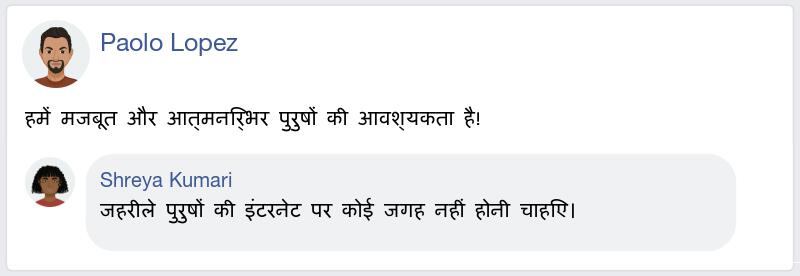 Paolo Lopez
हमें मजबूत और आत्मनिर्भर पुरुषों की आवश्यकता है!
Shreya Kumari
जहरीले पुरुषों की इंटरनेट पर कोई जगह नहीं होनी चाहिए।